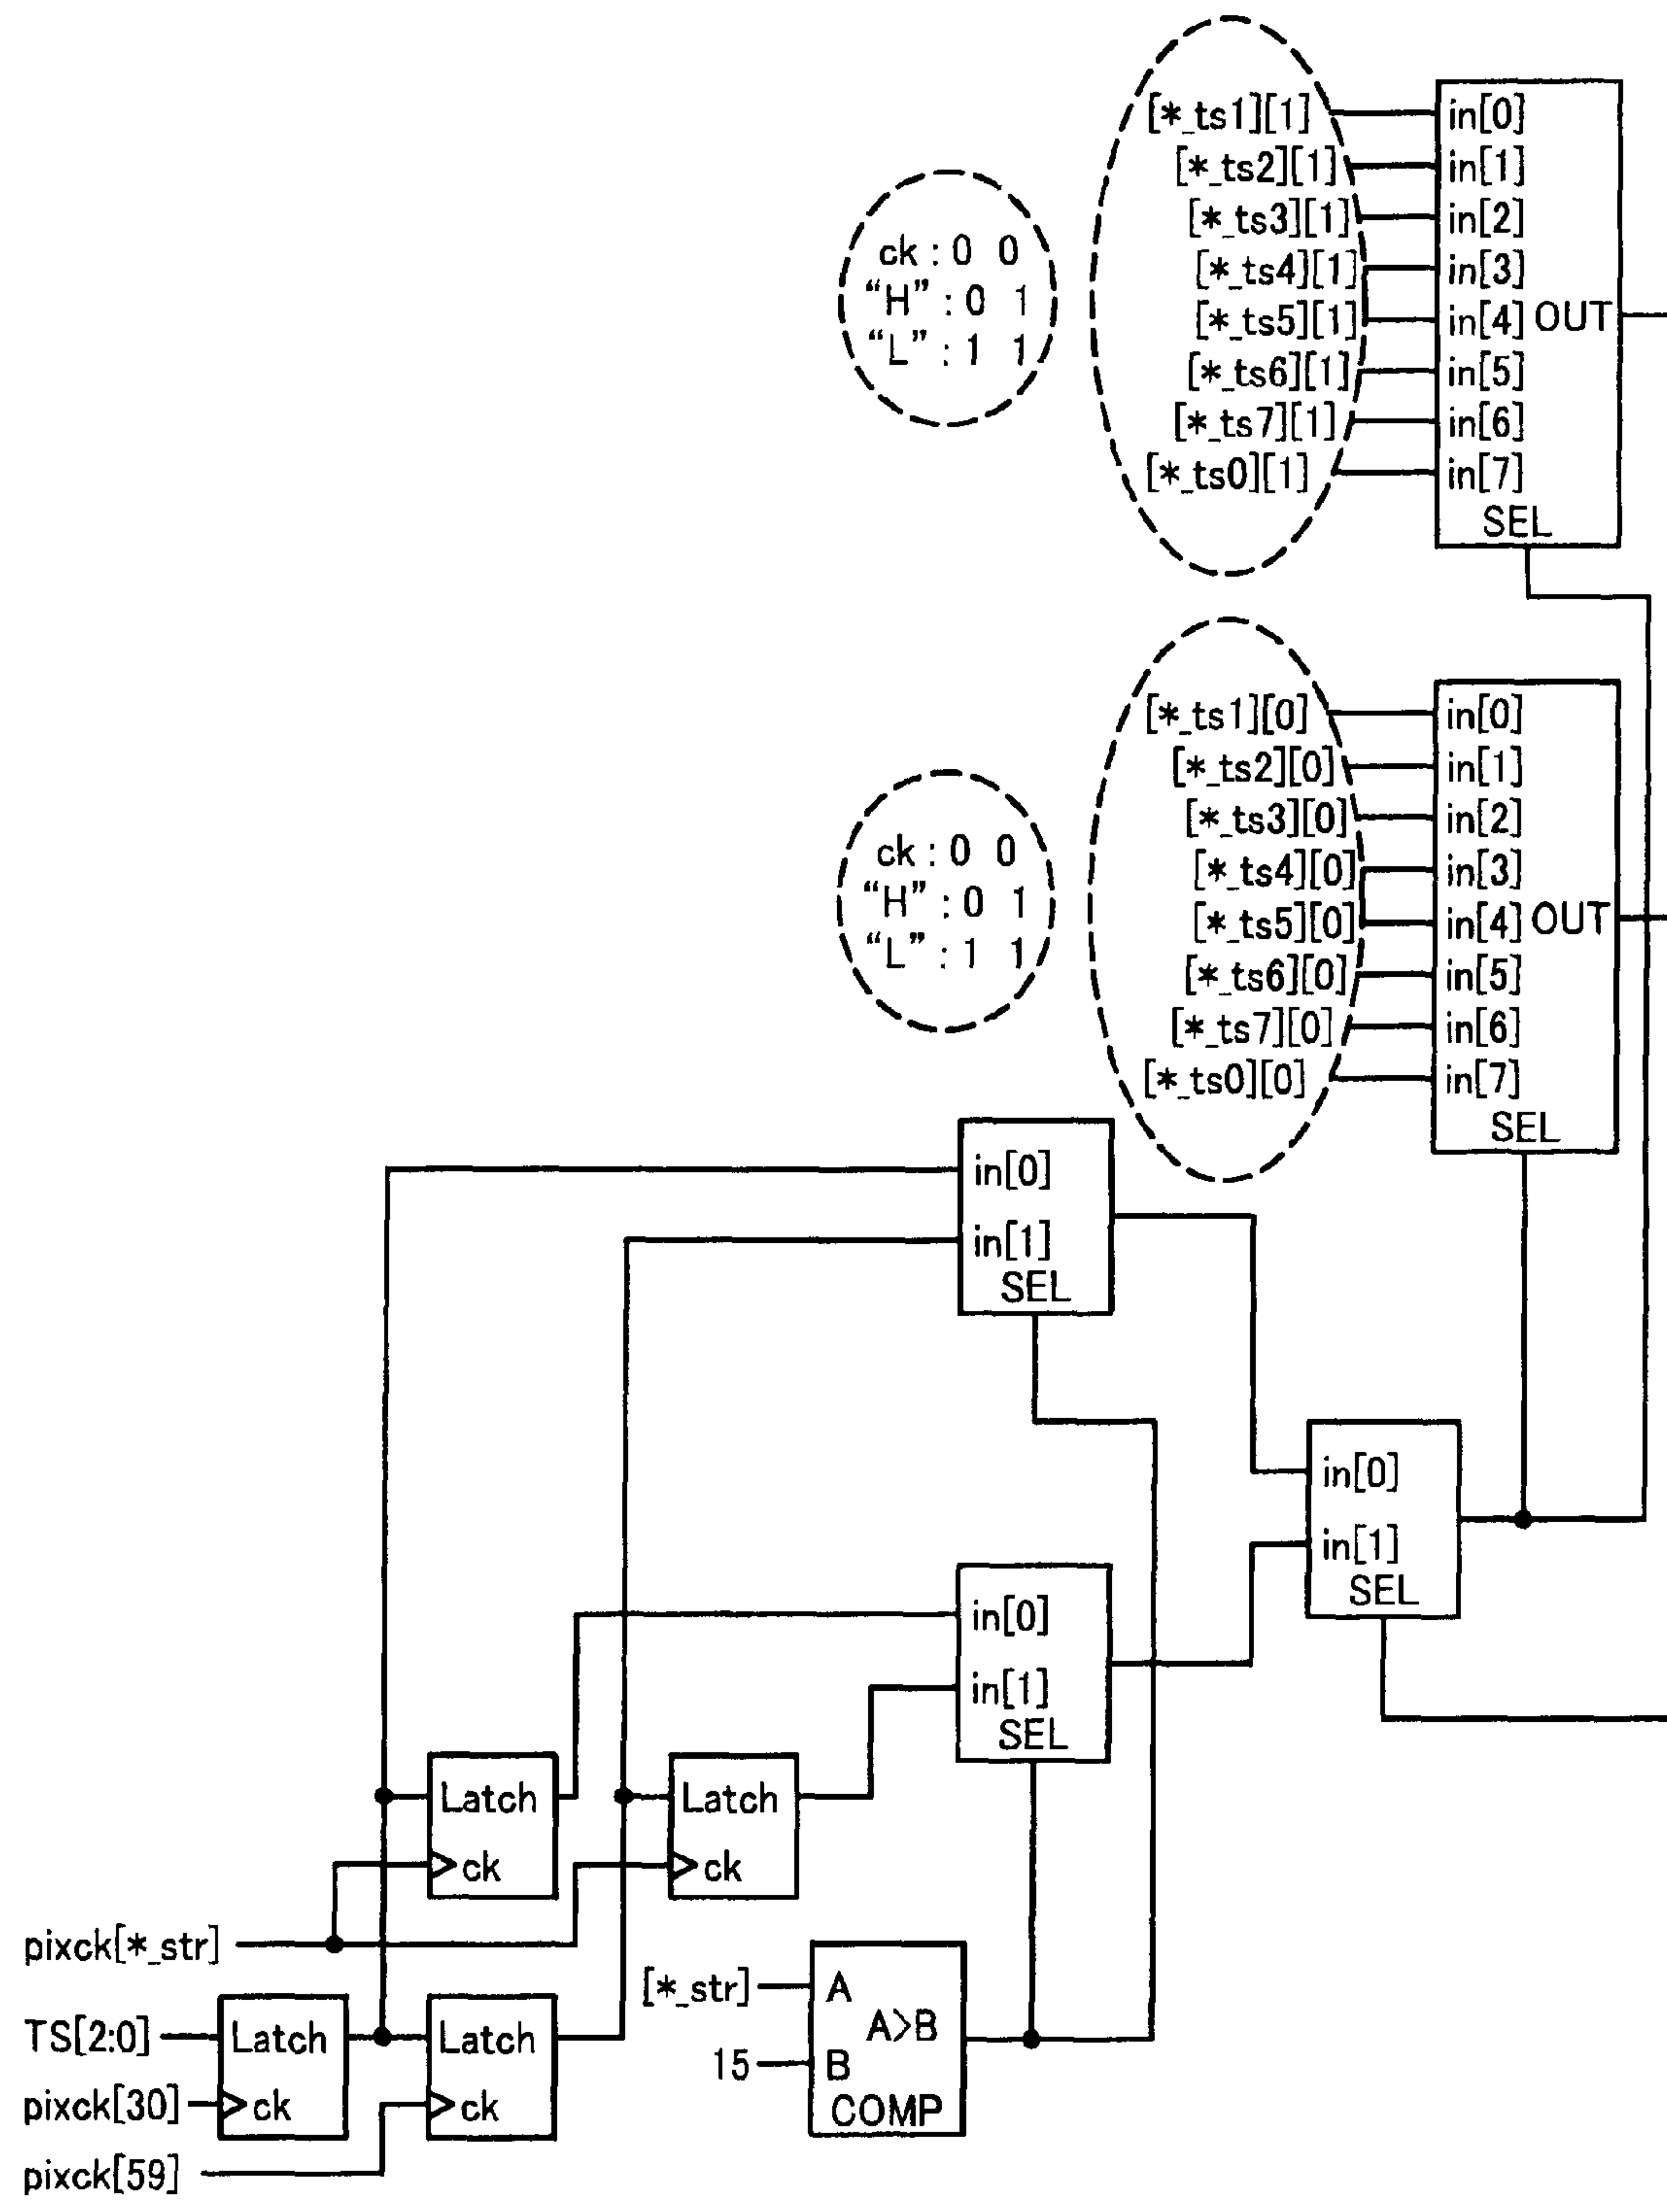 [*_ts1][1]
[*_ts2][1]
[*_ts3][1]
[*_ts4][1]
[*_ts5][1]
[*_ts6][1]
[*_ts7][1]
[*_ts0][1]
ck : 0 0
“H” : 0 1
“L” : 1 1
in[0]
in[1]
in[2]
in[3]
in[4] OUT
in[5]
in[6]
in[7]
SEL
[*_ts1][0]
[*_ts2][0]
[*_ts3][0]
[*_ts4][0]
[*_ts5][0]
[*_ts6][0]
[*_ts7][0]
[*_ts0][0]
ck : 0 0
“H” : 0 1
“L” : 1 1
in[0]
in[1]
in[2]
in[3]
in[4] OUT
in[5]
in[6]
in[7]
SEL
in[0]
in[1]
SEL
in[0]
in[1]
SEL
in[0]
in[1]
SEL
Latch
ck
Latch
ck
pixck[*_str]
TS[2:0]
pixck[30]
pixck[59]
Latch
ck
Latch
ck
[*_str]
15
A
A>B
B
COMP